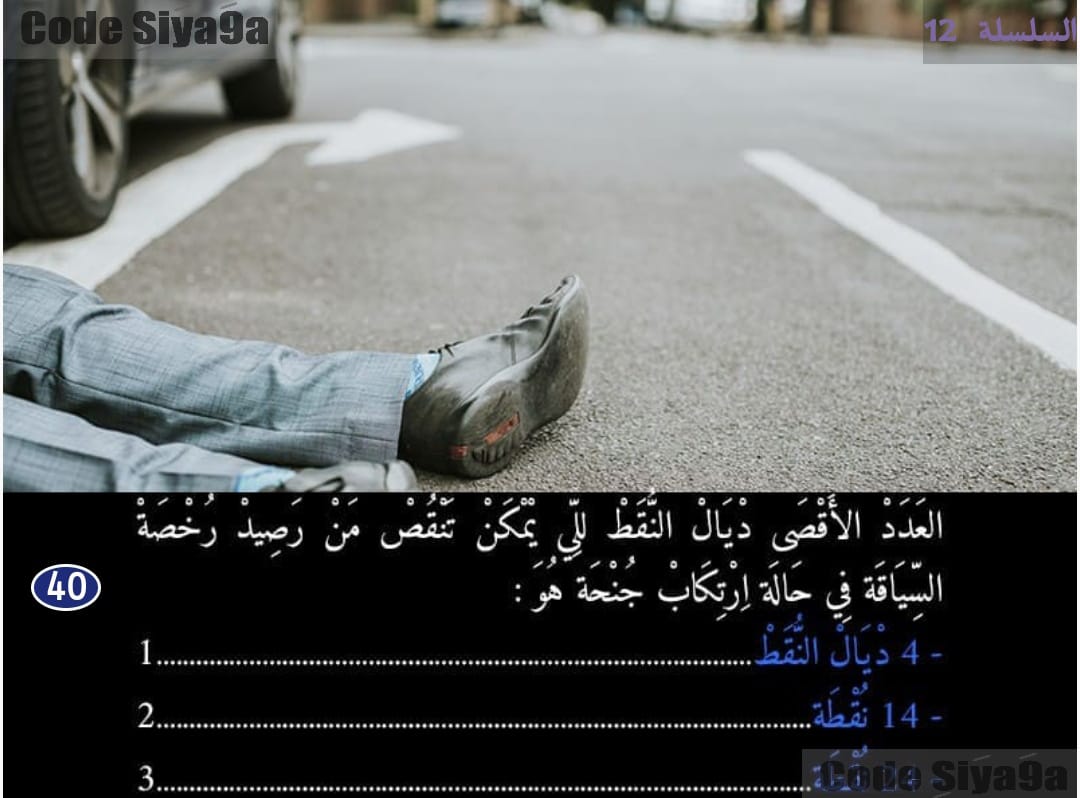 Code Siya9a
السلسلة 12
العَدَدْ الأَقْصَى دْيَالْ النُّقَطْ للِّي يْمْكَنْ تَنْقُصْ مَنْ رَصِيدْ رُخْصَةْ
السِّيَاقَة فِي حَالَة اِرْتِكَابْ جُنْحَة هُوَ :
40
- 4 دْيَالْ النُّقَطْ....................1
- 14 نُقْطَة....................2
....................3
Code Siya9a